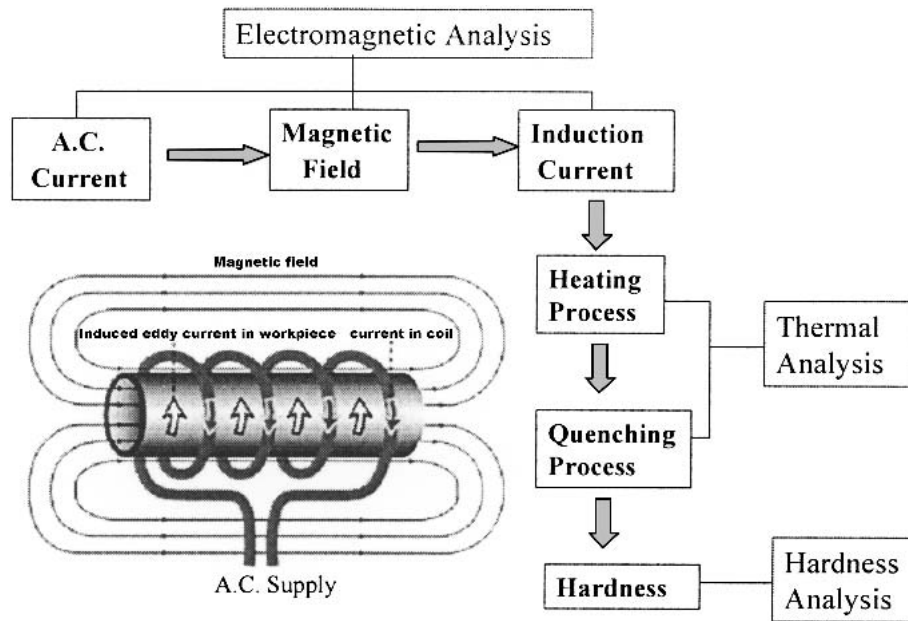 Electromagnetic Analysis
A.C.
Current
Magnetic
Field
Induction
Current
Heating
Process
Thermal
Analysis
Quenching
Process
Hardness
Hardness
Analysis
Magnetic field
Induced eddy current in workpiece current in coil
A.C. Supply